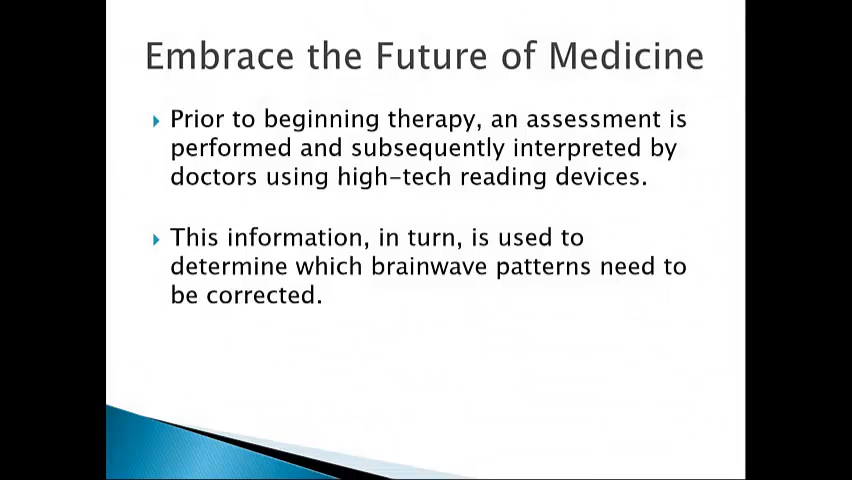 Embrace the Future of Medicine
Prior to beginning therapy, an assessment is
performed and subsequently interpreted by
doctors using high-tech reading devices.
This information, in turn, is used to
determine which brainwave patterns need to
be corrected.